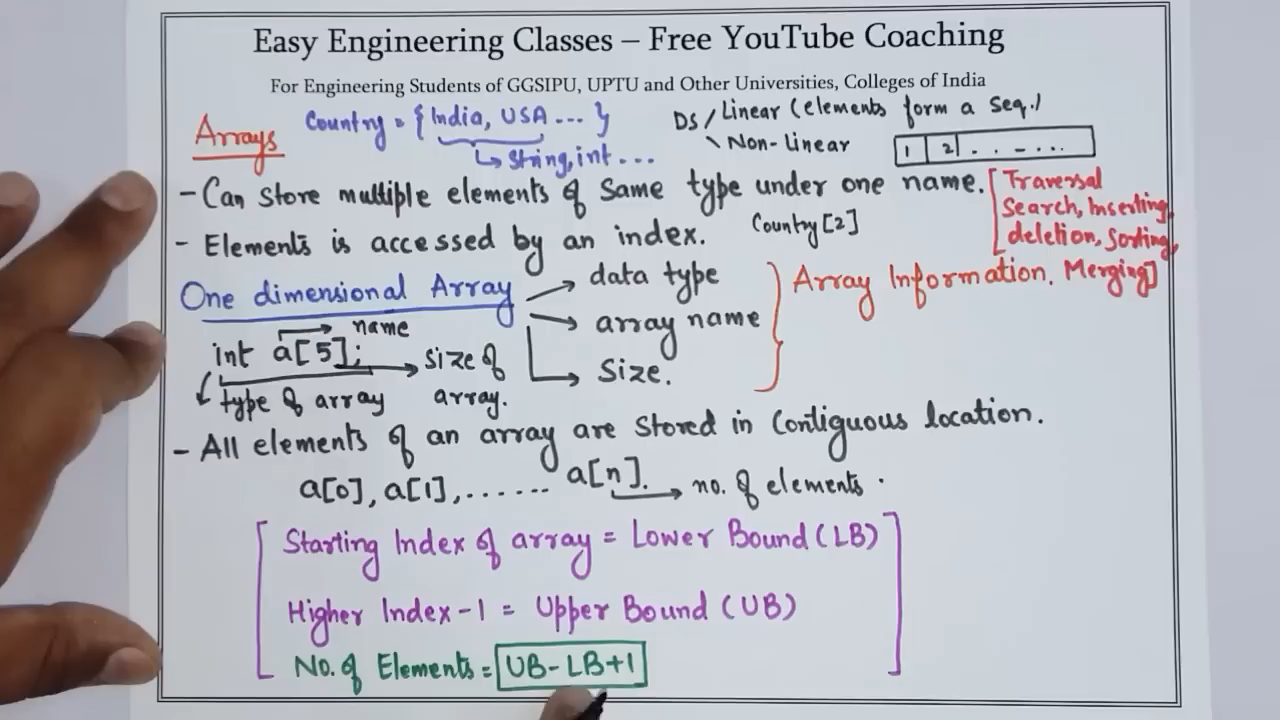 Easy Engineering Classes – Free YouTube Coaching
For Engineering Students of GGSIPU, UPTU and Other Universities, Colleges of India
Arrays
Country = {India, USA ... }
↳ String, int ...
DS / Linear (elements form a Seq.)
\ Non-Linear
1 2 . . – ...
- Can store multiple elements of Same type under one name.
[Traversal
Search, Inserting,
deletion, Sorting,
Merging]
- Elements is accessed by an index. Country[2]
One dimensional Array
→ data type
→ array name
→ Size.
Array Information.
name
int a[5]; → Size of
array.
type of array
- All elements of an array are Stored in Contiguous location.
a[0], a[1], ....... a[n]. → no. of elements.
Starting Index of array = Lower Bound (LB)
Higher Index - 1 = Upper Bound (UB)
No. of Elements = UB - LB + 1